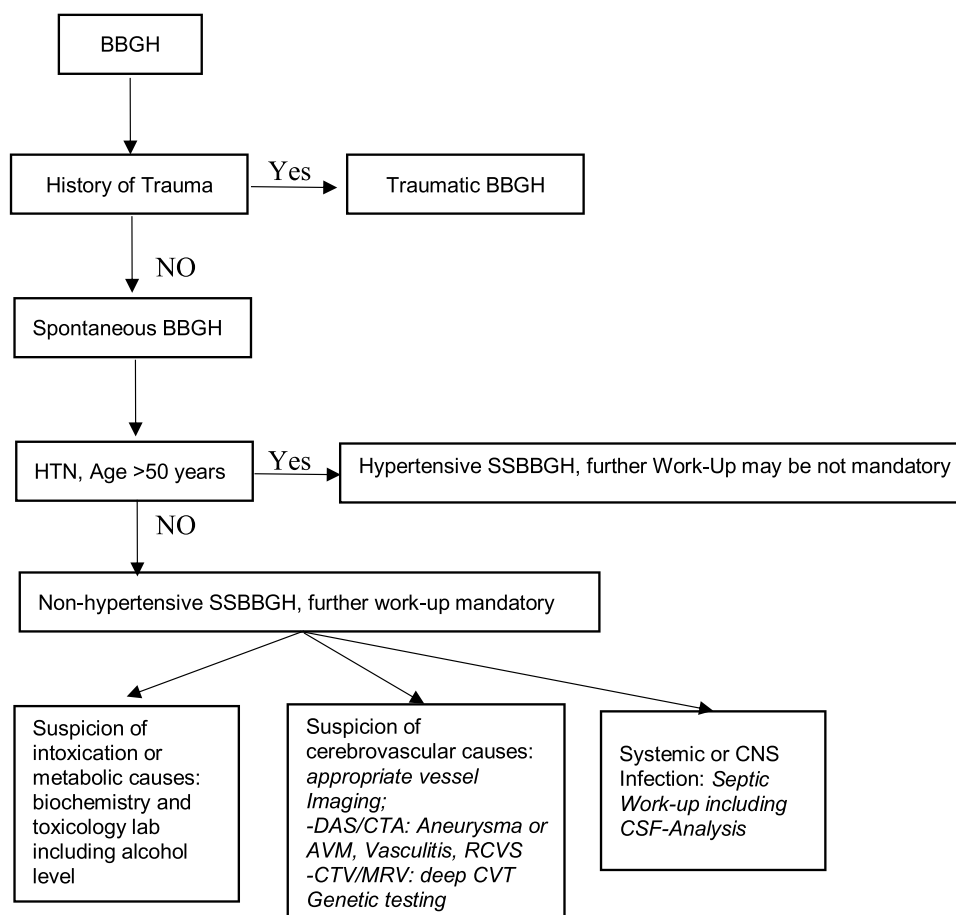 BBGH
History of Trauma
Yes
Traumatic BBGH
NO
Spontaneous BBGH
HTN, Age >50 years
Yes
Hypertensive SSBBGH, further Work-Up may be not mandatory
NO
Non-hypertensive SSBBGH, further work-up mandatory
Suspicion of
intoxication or
metabolic causes:
biochemistry and
toxicology lab
including alcohol
level
Suspicion of
cerebrovascular causes:
appropriate vessel
Imaging;
-DAS/CTA: Aneurysma or
AVM, Vasculitis, RCVS
-CTV/MRV: deep CVT
Genetic testing
Systemic or CNS
Infection: Septic
Work-up including
CSF-Analysis